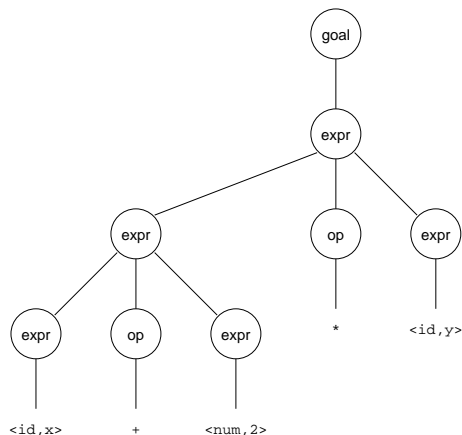 goal
expr
expr op expr
expr op expr * <id,y>
<id,x> + <num,2>